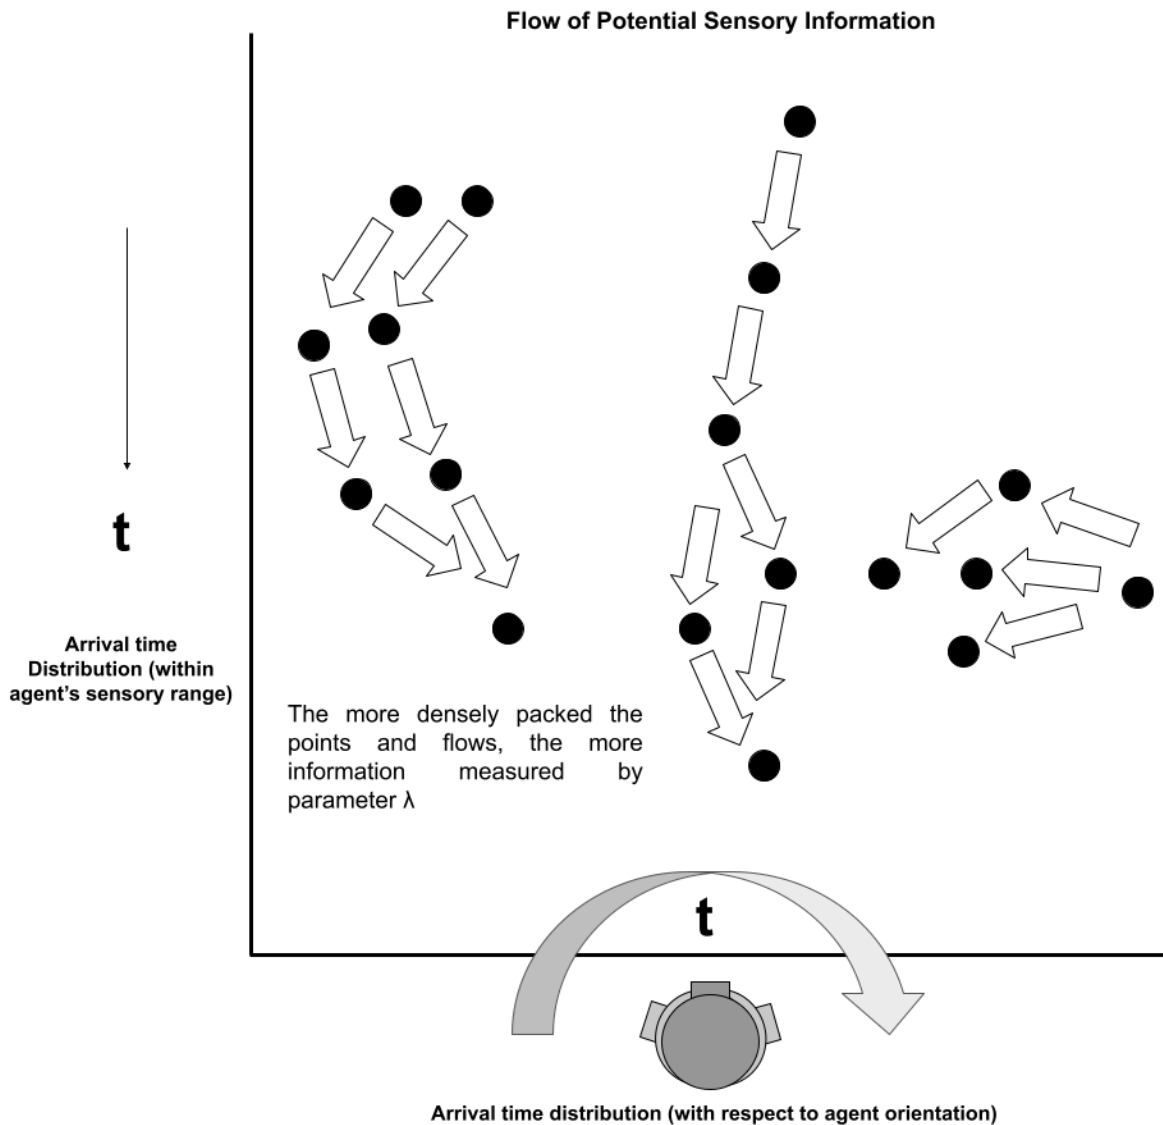 Flow of Potential Sensory Information
t
Arrival time
Distribution (within
agent's sensory range)
The more densely packed the
points and flows, the more
information measured by
parameter λ
t
Arrival time distribution (with respect to agent orientation)